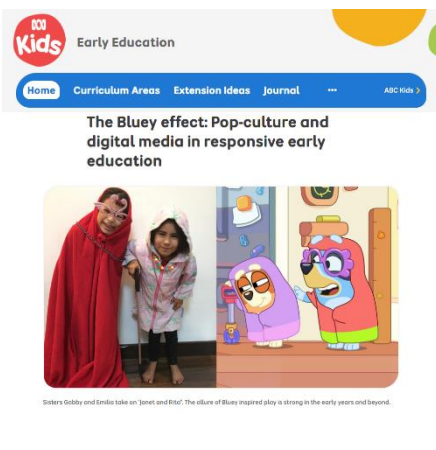 ABC
Kids
Early Education
Home Curriculum Areas Extension Ideas Journal ... ABC Kids >
The Bluey effect: Pop-culture and
digital media in responsive early
education
Sisters Gabby and Emilia take on 'Janet and Rita'. The allure of Bluey inspired play is strong in the early years and beyond.